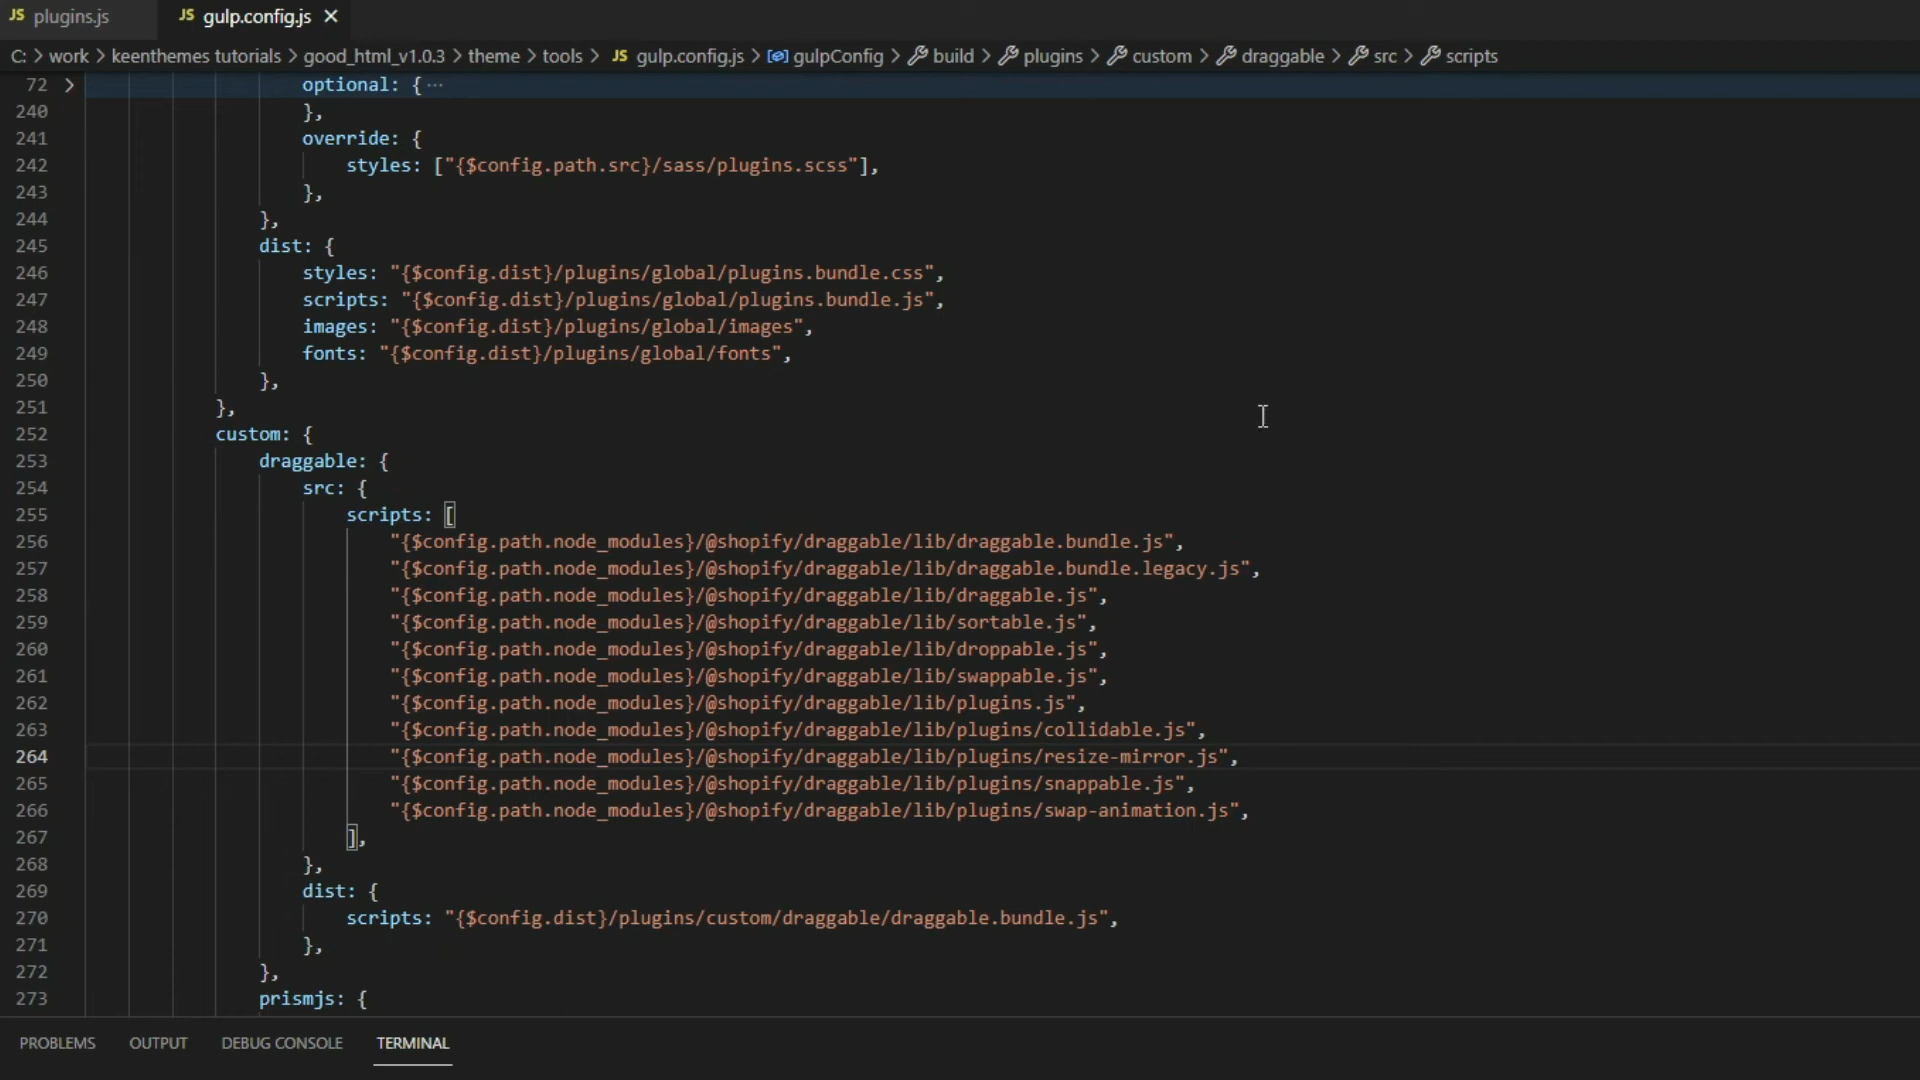 JS plugins.js JS gulp.config.js ×
C: > work > keenthemes tutorials > good_html_v1.0.3 > theme > tools > JS gulp.config.js > gulpConfig > build > plugins > custom > draggable > src > scripts
72 > optional: { ···
240 },
241 override: {
242 styles: ["{$config.path.src}/sass/plugins.scss"],
243 },
244 },
245 dist: {
246 styles: "{$config.dist}/plugins/global/plugins.bundle.css",
247 scripts: "{$config.dist}/plugins/global/plugins.bundle.js",
248 images: "{$config.dist}/plugins/global/images",
249 fonts: "{$config.dist}/plugins/global/fonts",
250 },
251 },
252 custom: {
253 draggable: {
254 src: {
255 scripts: [
256 "{$config.path.node_modules}/@shopify/draggable/lib/draggable.bundle.js",
257 "{$config.path.node_modules}/@shopify/draggable/lib/draggable.bundle.legacy.js",
258 "{$config.path.node_modules}/@shopify/draggable/lib/draggable.js",
259 "{$config.path.node_modules}/@shopify/draggable/lib/sortable.js",
260 "{$config.path.node_modules}/@shopify/draggable/lib/droppable.js",
261 "{$config.path.node_modules}/@shopify/draggable/lib/swappable.js",
262 "{$config.path.node_modules}/@shopify/draggable/lib/plugins.js",
263 "{$config.path.node_modules}/@shopify/draggable/lib/plugins/collidable.js",
264 "{$config.path.node_modules}/@shopify/draggable/lib/plugins/resize-mirror.js",
265 "{$config.path.node_modules}/@shopify/draggable/lib/plugins/snappable.js",
266 "{$config.path.node_modules}/@shopify/draggable/lib/plugins/swap-animation.js",
267 ],
268 },
269 dist: {
270 scripts: "{$config.dist}/plugins/custom/draggable/draggable.bundle.js",
271 },
272 },
273 prismjs: {
PROBLEMS OUTPUT DEBUG CONSOLE TERMINAL